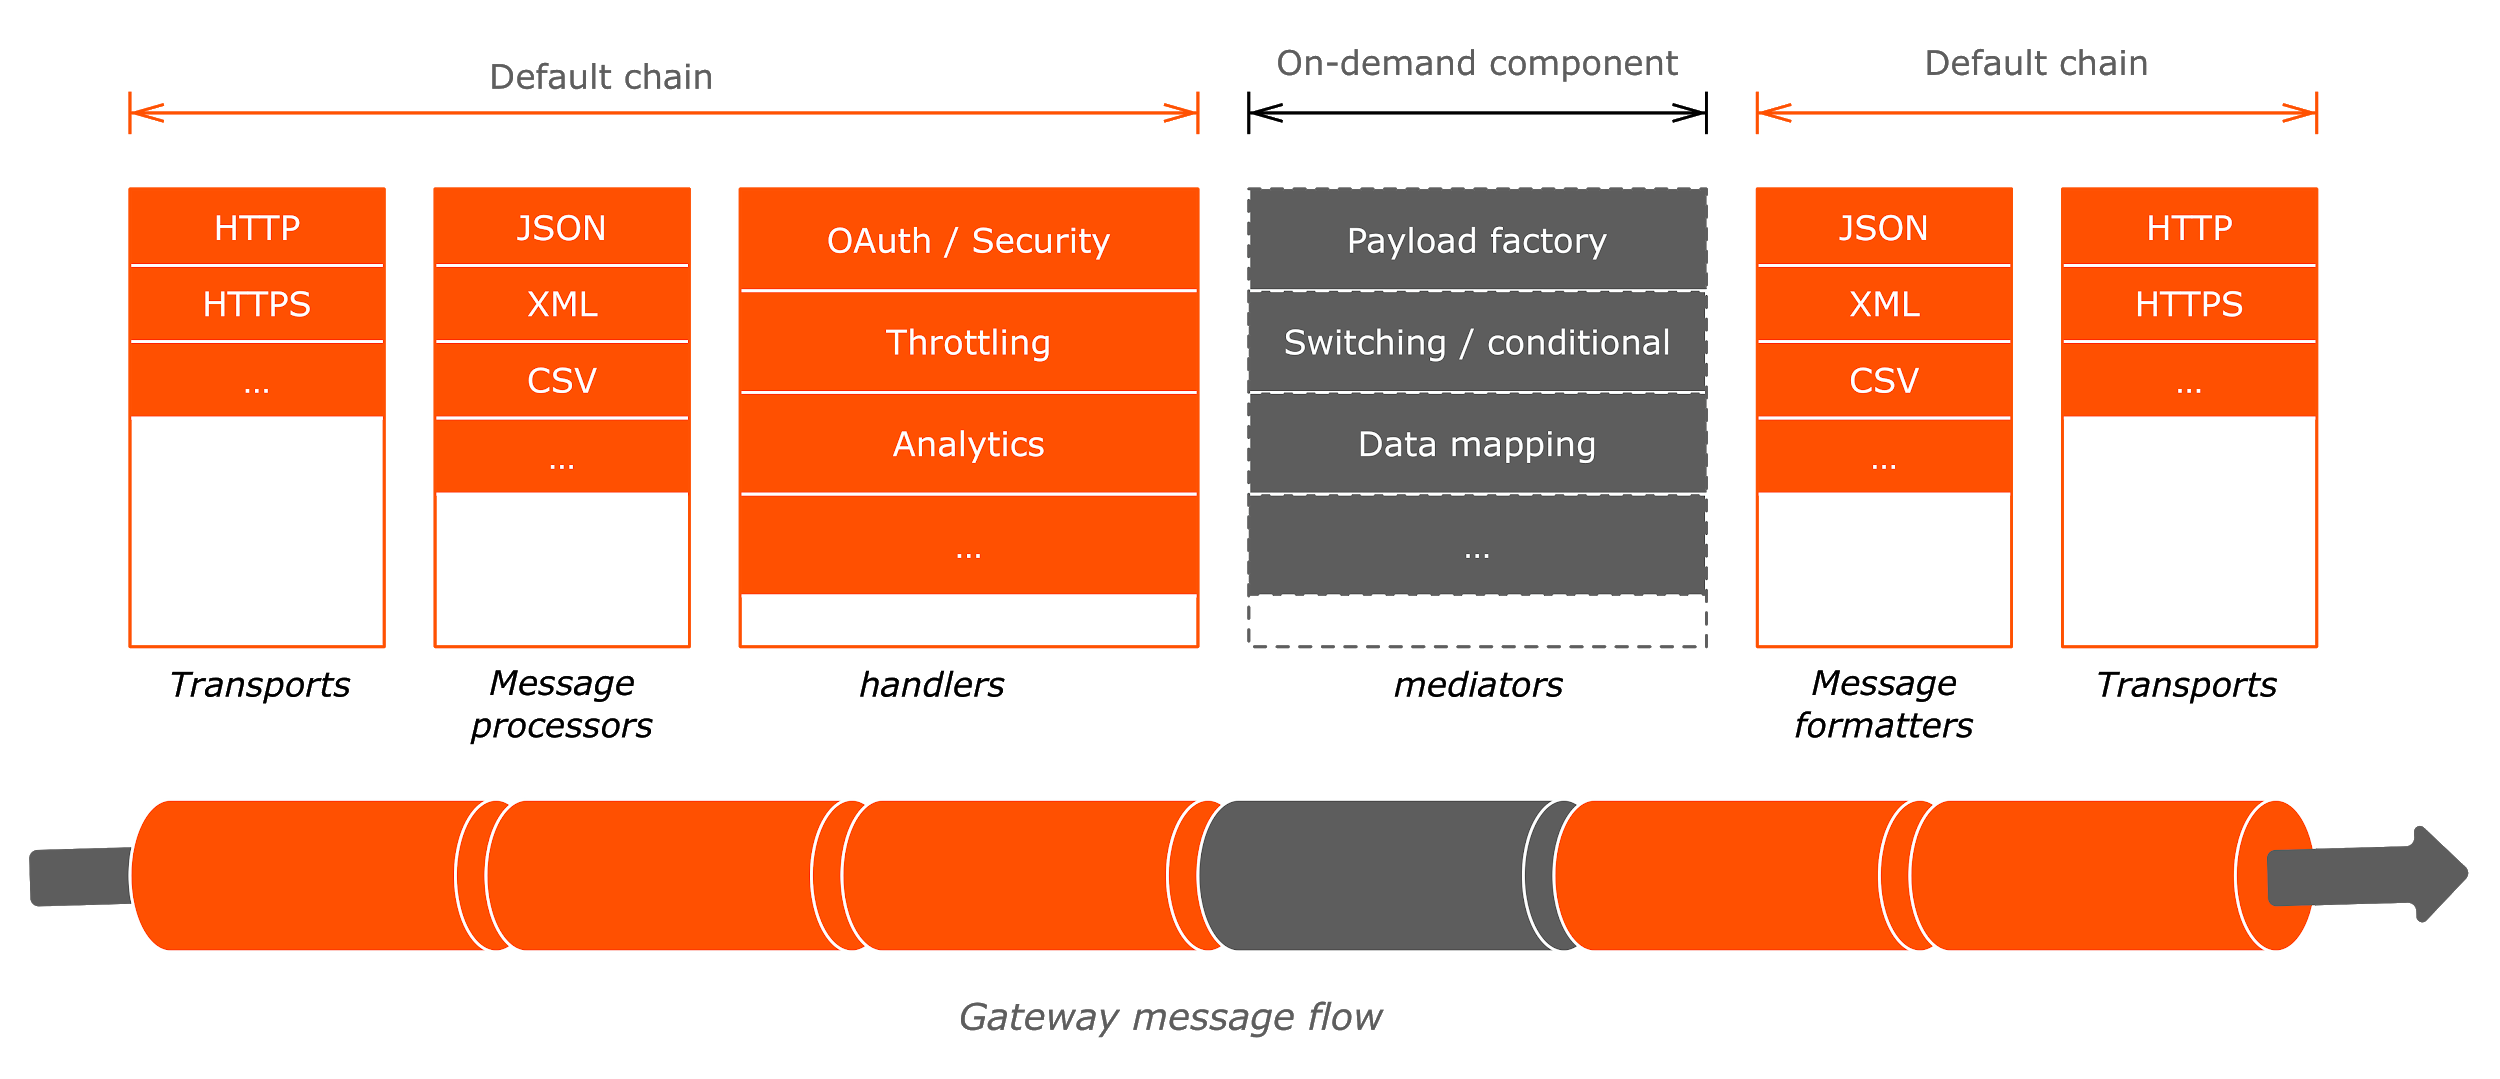 Default chain
On-demand component
Default chain
HTTP
HTTPS
...
Transports
JSON
XML
CSV
...
Message
processors
OAuth / Security
Throttling
Analytics
...
handlers
Payload factory
Switching / conditional
Data mapping
...
mediators
JSON
XML
CSV
...
Message
formatters
HTTP
HTTPS
...
Transports
Gateway message flow